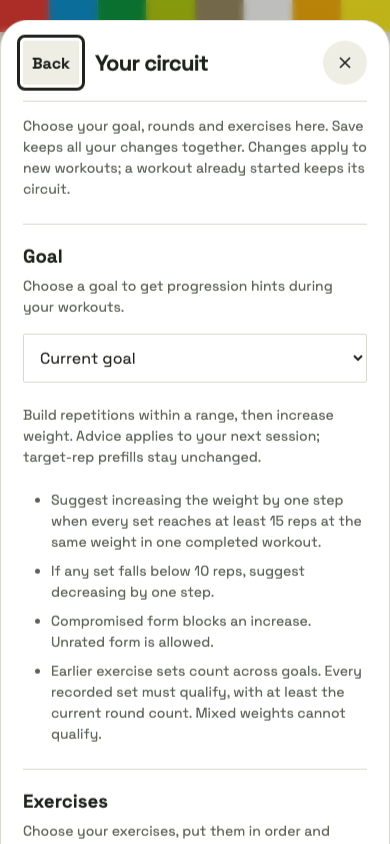 Back
Your circuit
Choose your goal, rounds and exercises here. Save
keeps all your changes together. Changes apply to
new workouts; a workout already started keeps its
circuit.
Goal
Choose a goal to get progression hints during
your workouts.
Current goal
Build repetitions within a range, then increase
weight. Advice applies to your next session;
target-rep prefills stay unchanged.
Suggest increasing the weight by one step
when every set reaches at least 15 reps at the
same weight in one completed workout.
If any set falls below 10 reps, suggest
decreasing by one step.
Compromised form blocks an increase.
Unrated form is allowed.
Earlier exercise sets count across goals. Every
recorded set must qualify, with at least the
current round count. Mixed weights cannot
qualify.
Exercises
Choose your exercises, put them in order and